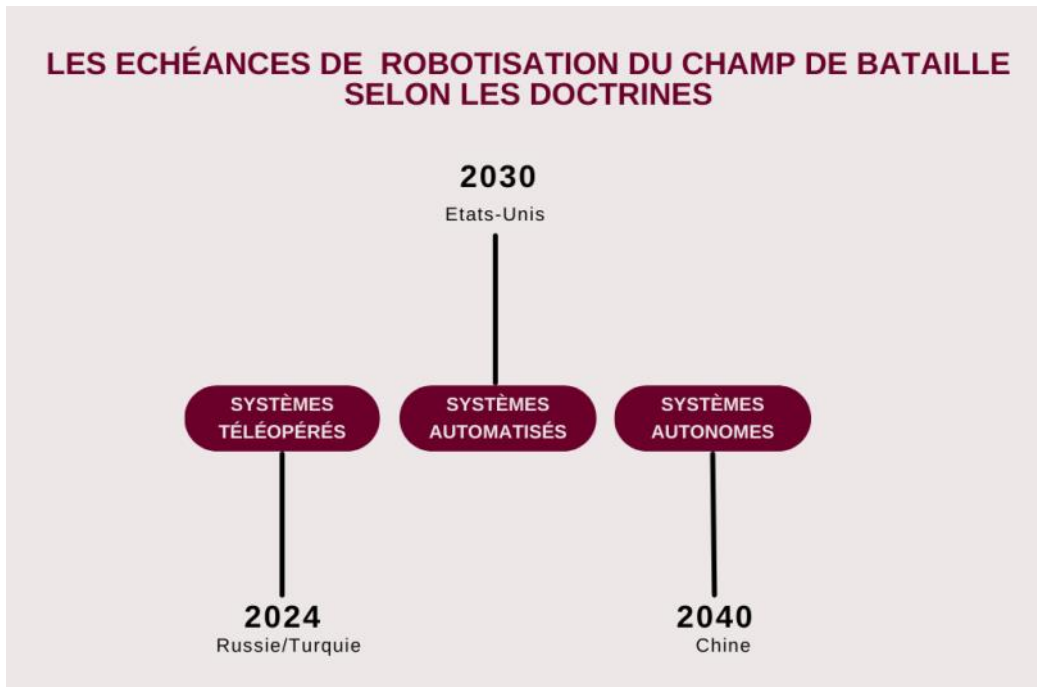 LES ECHÉANCES DE ROBOTISATION DU CHAMP DE BATAILLE
SELON LES DOCTRINES
2030
Etats-Unis
SYSTÈMES
TÉLÉOPÉRÉS
SYSTÈMES
AUTOMATISÉS
SYSTÈMES
AUTONOMES
2024
Russie/Turquie
2040
Chine